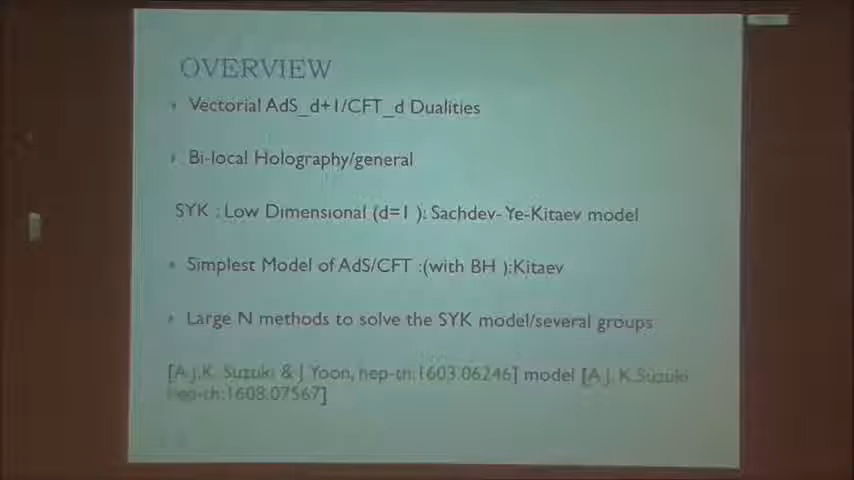 OVERVIEW
Vectorial AdS_d+1/CFT_d Dualities
Bi-local Holography/general
SYK : Low Dimensional (d=1 ): Sachdev-Ye-Kitaev model
Simplest Model of AdS/CFT :(with BH ):Kitaev
Large N methods to solve the SYK model/several groups
[A.J,K. Suzuki & J Yoon, hep-th:1603.06246] model [A J, K.Suzuki
hep-th:1608.07567]